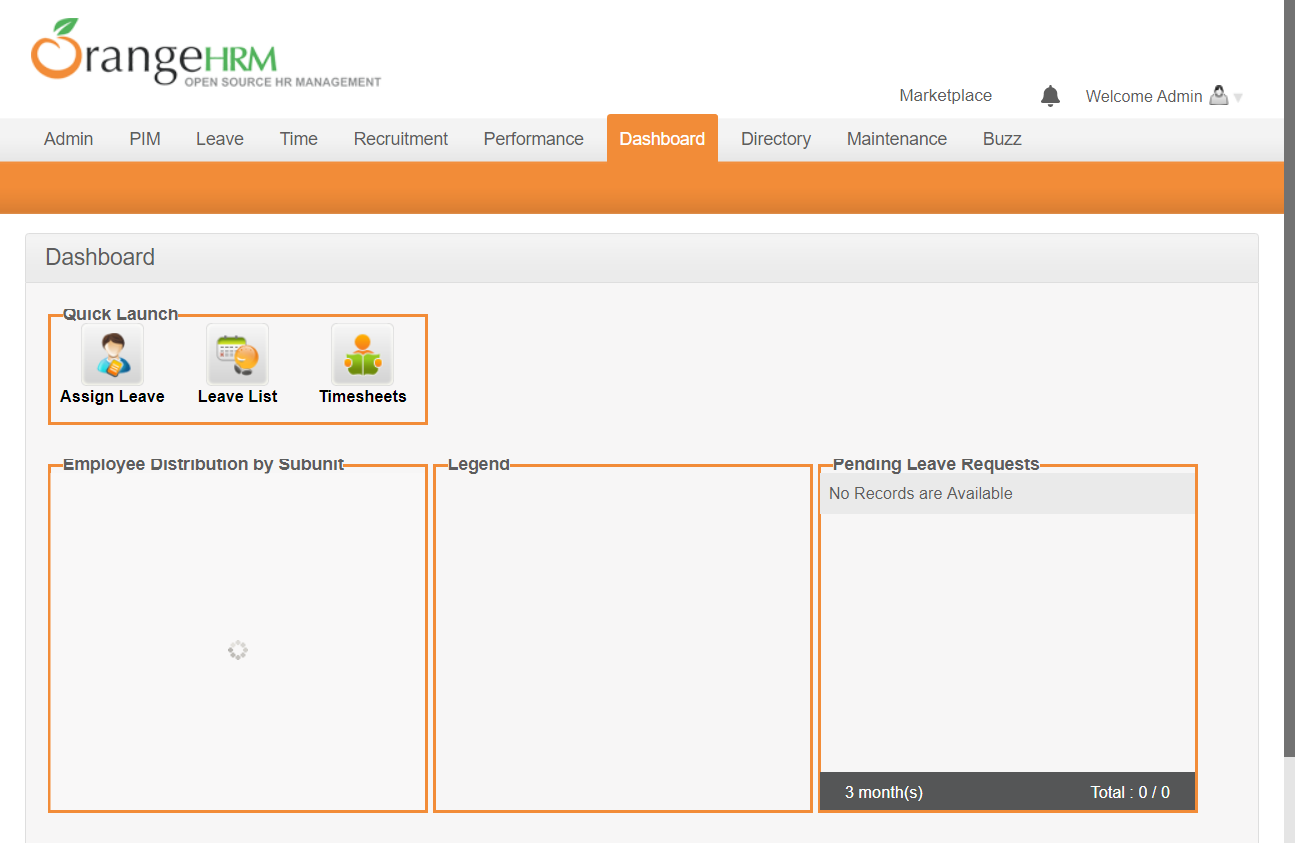 OrangeHRM
OPEN SOURCE HR MANAGEMENT
Marketplace Welcome Admin
Admin PIM Leave Time Recruitment Performance Dashboard Directory Maintenance Buzz
Dashboard
Quick Launch
Assign Leave Leave List Timesheets
Employee Distribution by Subunit Legend Pending Leave Requests
No Records are Available
3 month(s) Total : 0 / 0